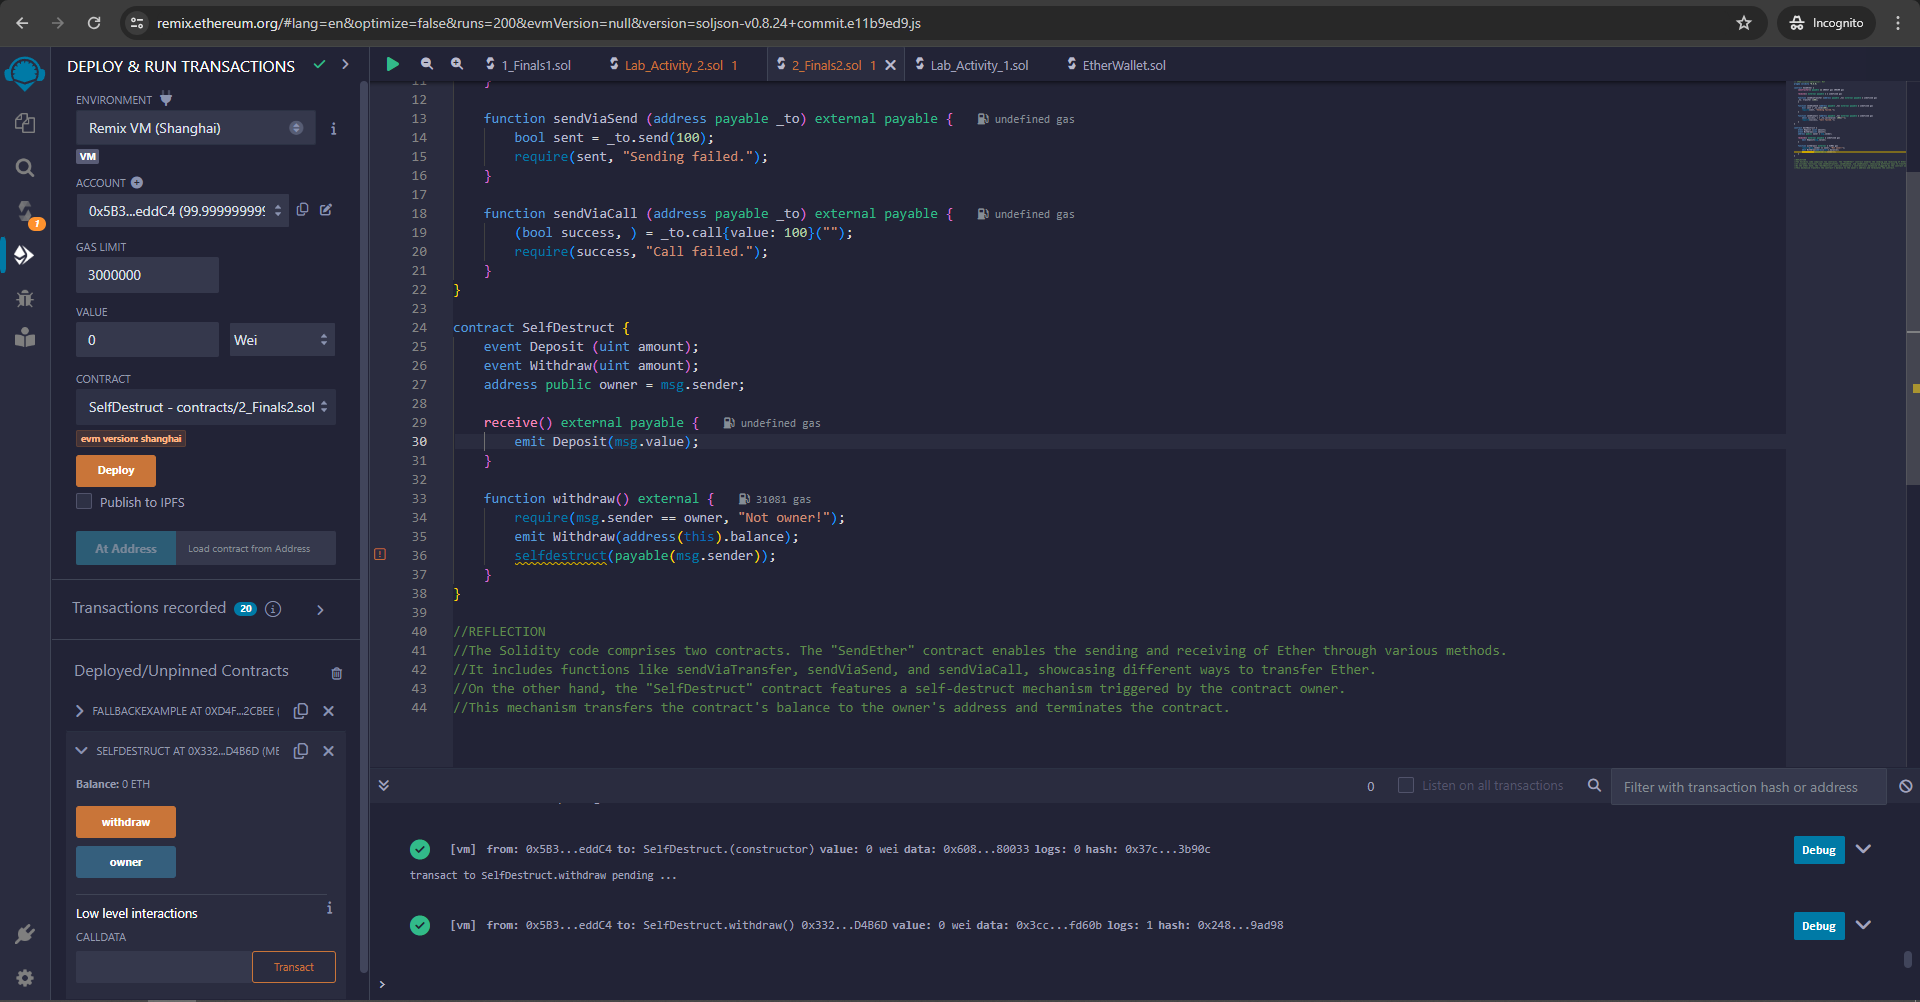 remix.ethereum.org/#lang=en&optimize=false&runs=200&evmVersion=null&version=soljson-v0.8.24+commit.e11b9ed9.js
Incognito
DEPLOY & RUN TRANSACTIONS
ENVIRONMENT
Remix VM (Shanghai)
VM
ACCOUNT
0x5B3...eddC4 (99.999999999
GAS LIMIT
3000000
VALUE
0
Wei
CONTRACT
SelfDestruct - contracts/2_Finals2.sol
evm version: shanghai
Deploy
Publish to IPFS
At Address
Load contract from Address
Transactions recorded 20
Deployed/Unpinned Contracts
FALLBACKEXAMPLE AT 0XD4F...2CBEE (
SELFDESTRUCT AT 0X332...D4B6D (ME
Balance: 0 ETH
withdraw
owner
Low level interactions
CALLDATA
Transact
1
1_Finals1.sol
Lab_Activity_2.sol 1
2_Finals2.sol 1
Lab_Activity_1.sol
EtherWallet.sol
11 }
12
13 function sendViaSend (address payable _to) external payable { undefined gas
14 bool sent = _to.send(100);
15 require(sent, "Sending failed.");
16 }
17
18 function sendViaCall (address payable _to) external payable { undefined gas
19 (bool success, ) = _to.call{value: 100}("");
20 require(success, "Call failed.");
21 }
22 }
23
24 contract SelfDestruct {
25 event Deposit (uint amount);
26 event Withdraw(uint amount);
27 address public owner = msg.sender;
28
29 receive() external payable { undefined gas
30 emit Deposit(msg.value);
31 }
32
33 function withdraw() external { 31081 gas
34 require(msg.sender == owner, "Not owner!");
35 emit Withdraw(address(this).balance);
36 selfdestruct(payable(msg.sender));
37 }
38 }
39
40 //REFLECTION
41 //The Solidity code comprises two contracts. The "SendEther" contract enables the sending and receiving of Ether through various methods.
42 //It includes functions like sendViaTransfer, sendViaSend, and sendViaCall, showcasing different ways to transfer Ether.
43 //On the other hand, the "SelfDestruct" contract features a self-destruct mechanism triggered by the contract owner.
44 //This mechanism transfers the contract's balance to the owner's address and terminates the contract.
0
Listen on all transactions
Filter with transaction hash or address
[vm] from: 0x5B3...eddC4 to: SelfDestruct.(constructor) value: 0 wei data: 0x608...80033 logs: 0 hash: 0x37c...3b90c
Debug
transact to SelfDestruct.withdraw pending ...
[vm] from: 0x5B3...eddC4 to: SelfDestruct.withdraw() 0x332...D4B6D value: 0 wei data: 0x3cc...fd60b logs: 1 hash: 0x248...9ad98
Debug
>